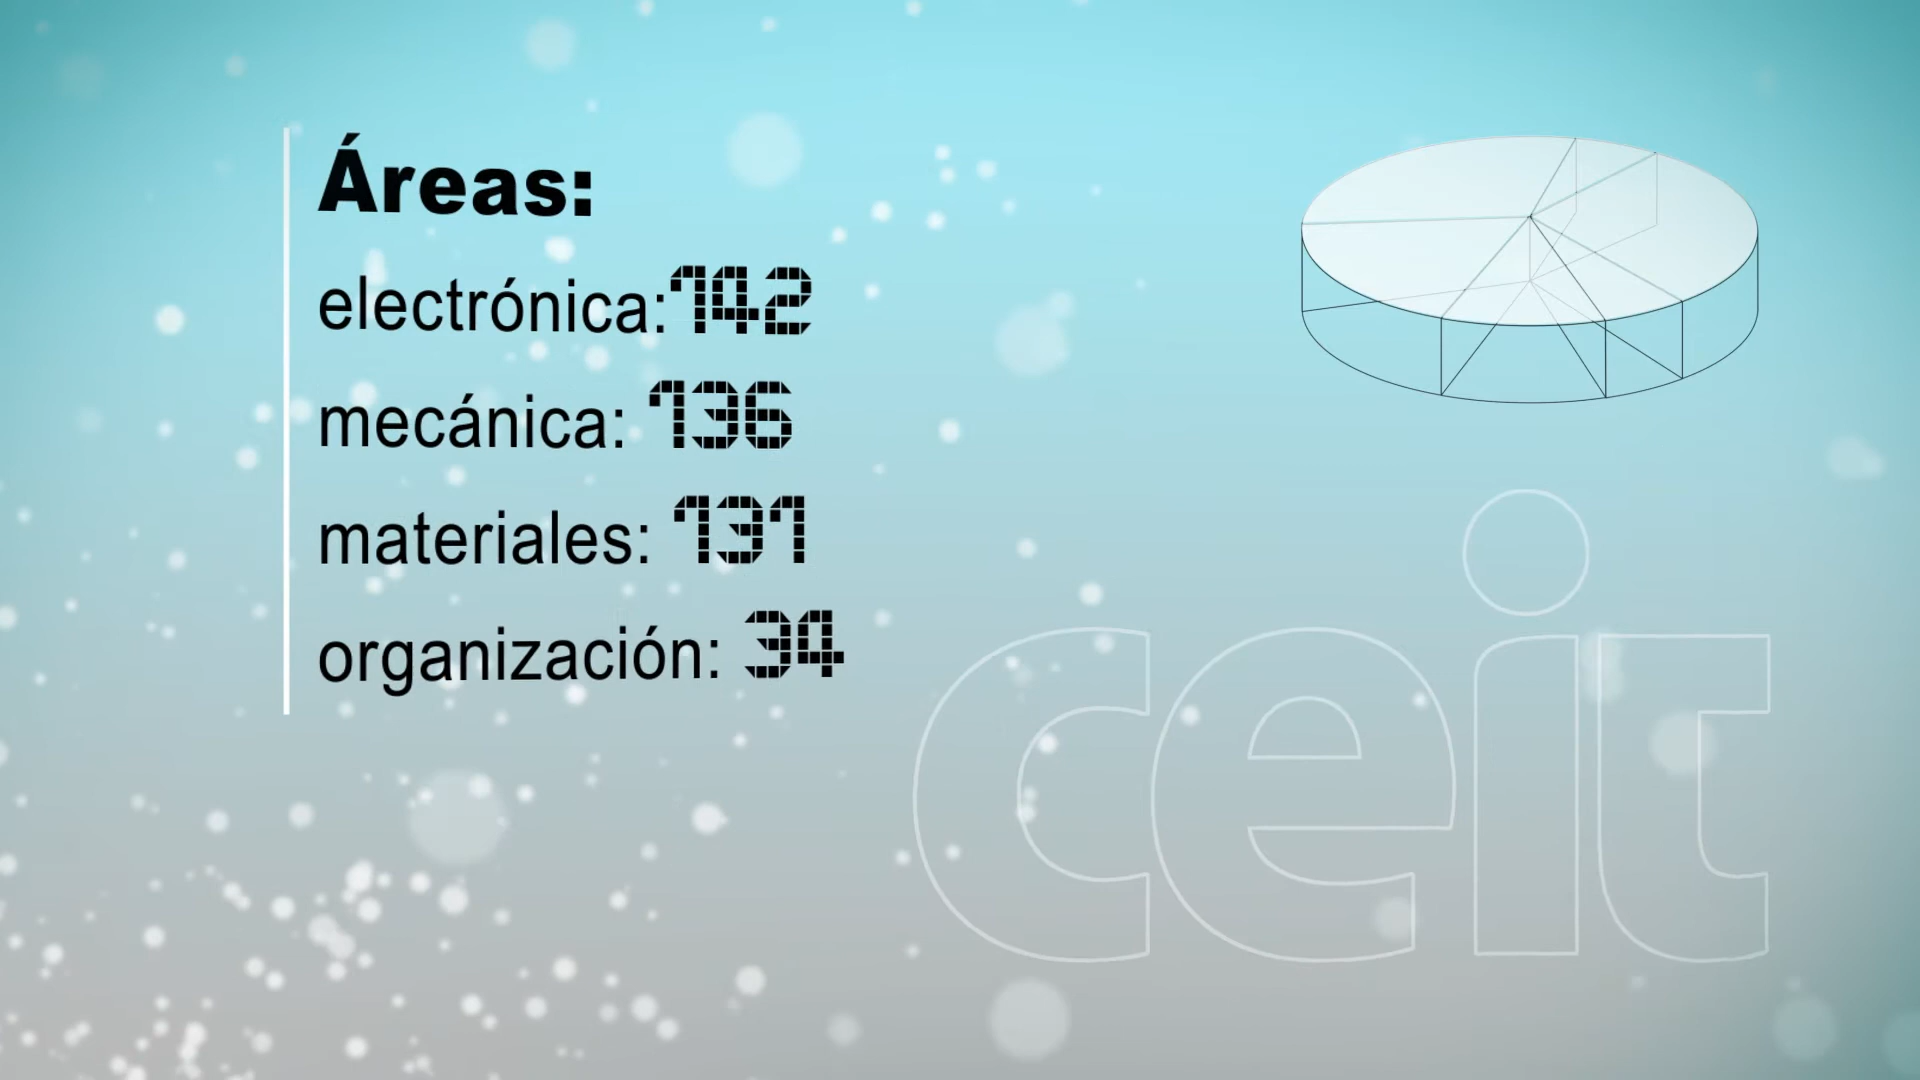 Áreas:
electrónica:142
mecánica: 136
materiales: 131
organización: 34
ceit